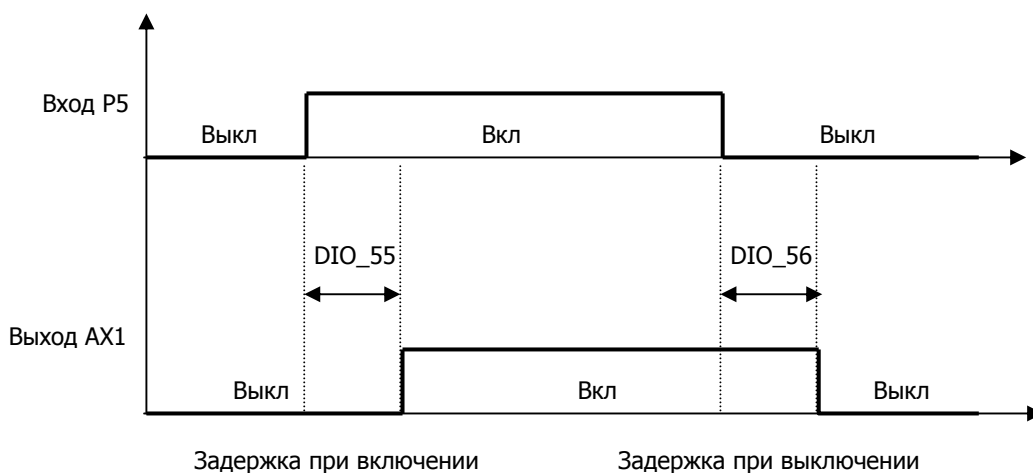 Вход P5
Выкл
Вкл
Выкл
DIO_55
DIO_56
Выход AX1
Выкл
Вкл
Выкл
Задержка при включении
Задержка при выключении